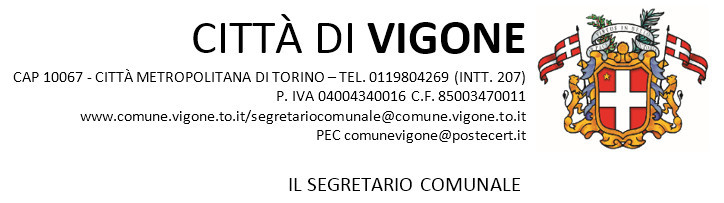 CITTÀ DI VIGONE
CAP 10067 - CITTÀ METROPOLITANA DI TORINO – TEL. 0119804269 (INTT. 207)
P. IVA 04004340016 C.F. 85003470011
www.comune.vigone.to.it/segretariocomunale@comune.vigone.to.it
PEC comunevigone@postecert.it
IL SEGRETARIO COMUNALE